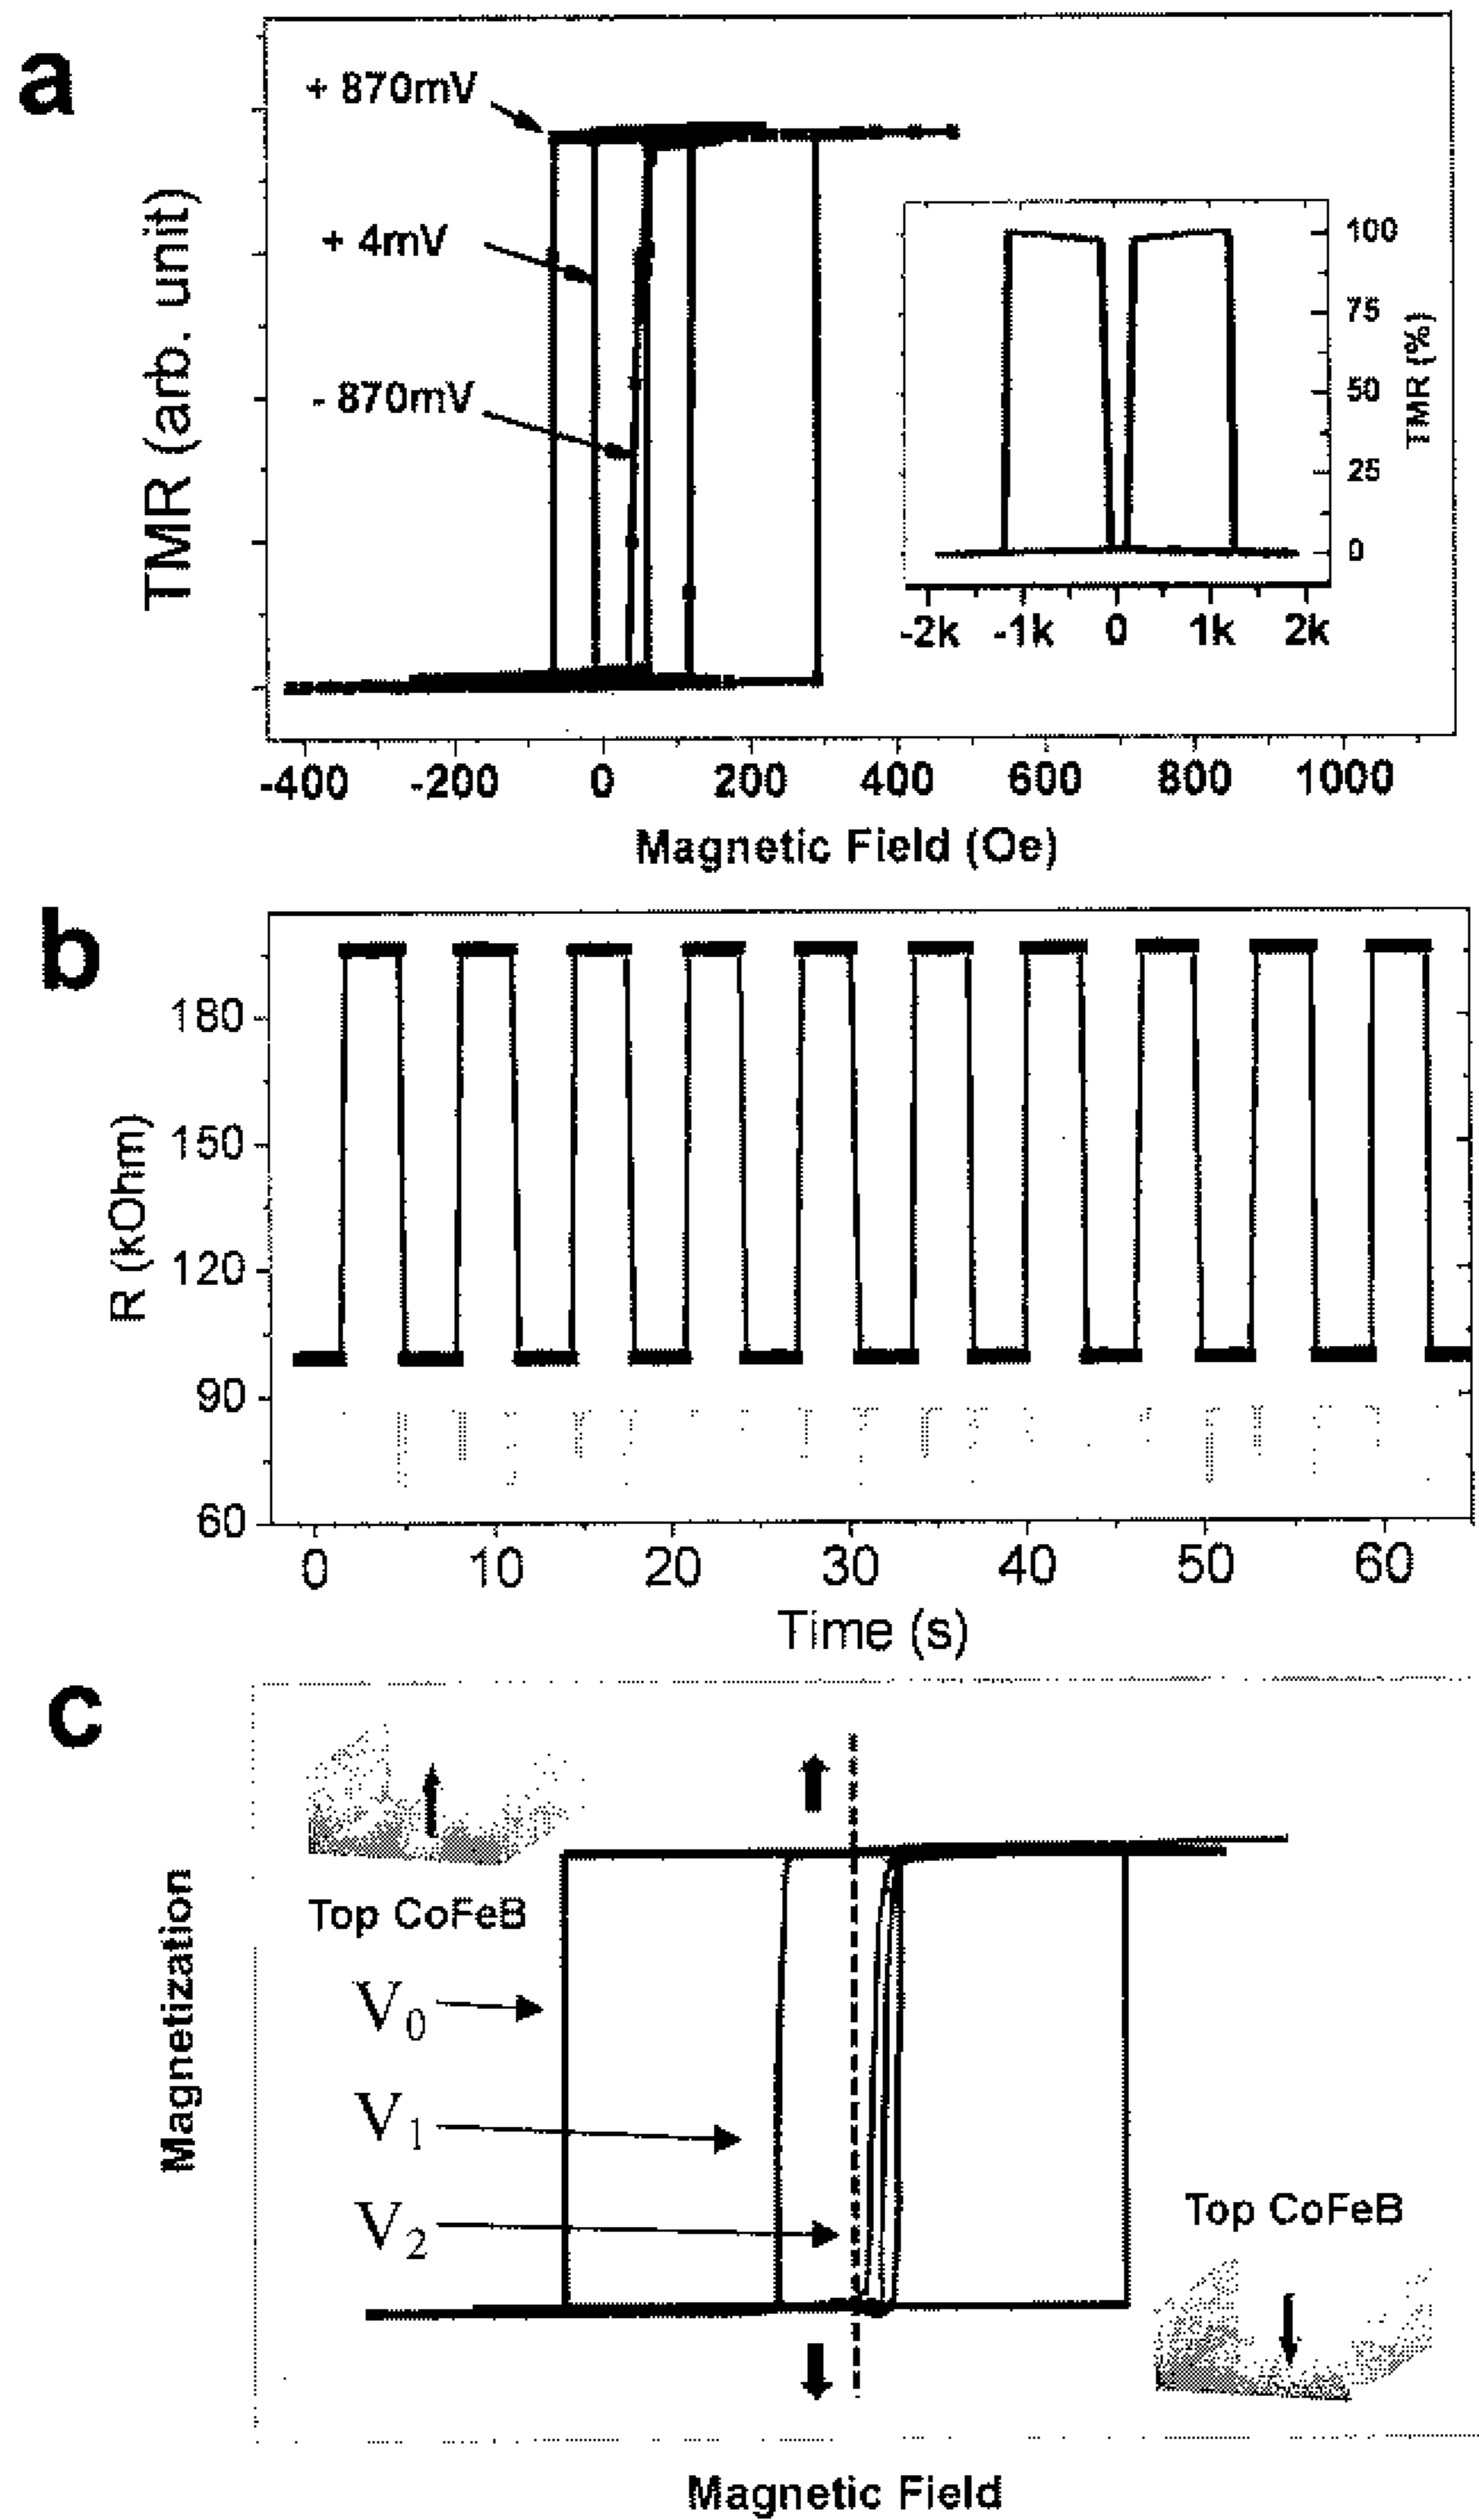 a
+ 870mV
+ 4mV
- 870mV
TMR (arb. unit)
100
75
50
25
0
TMR (%)
-2k -1k 0 1k 2k
-400 -200 0 200 400 600 800 1000
Magnetic Field (Oe)
b
180
150
120
90
60
R (kOhm)
0 10 20 30 40 50 60
Time (s)
c
Magnetization
Top CoFeB
V0
V1
V2
Top CoFeB
Magnetic Field